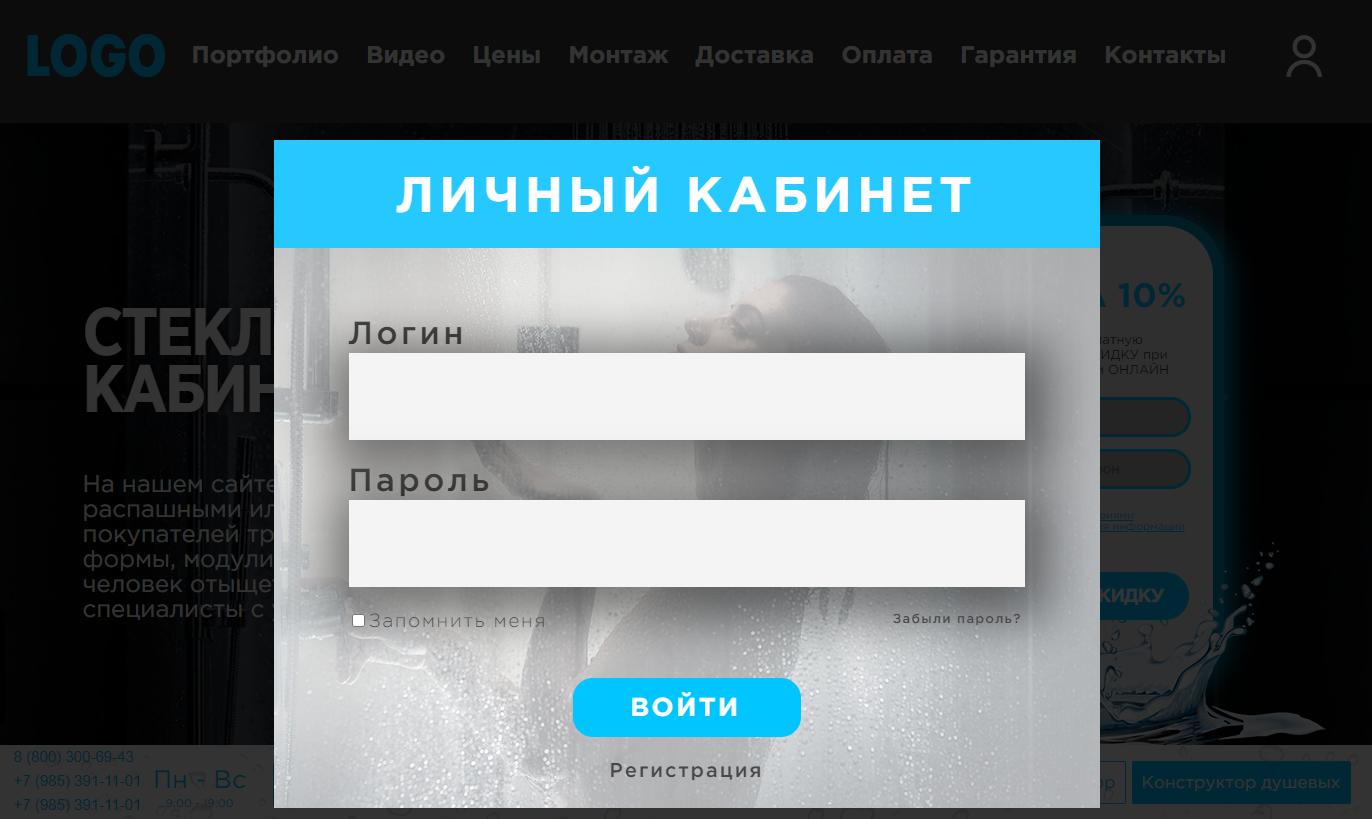 LOGO Портфолио Видео Цены Монтаж Доставка Оплата Гарантия Контакты
ЛИЧНЫЙ КАБИНЕТ
10%
ИДКУ при
ОНЛАЙН
СТЕКЛ
КАБИН
Логин
Пароль
На нашем сайте
распашными ил
покупателей тр
формы, модули
человек отыще
специалисты с
информации
КИДКУ
Запомнить меня
Забыли пароль?
ВОЙТИ
Регистрация
8 (800) 300-69-43
+7 (985) 391-11-01
+7 (985) 391-11-01
Пн - Вс
9:00 - 19:00
ор
Конструктор душевых